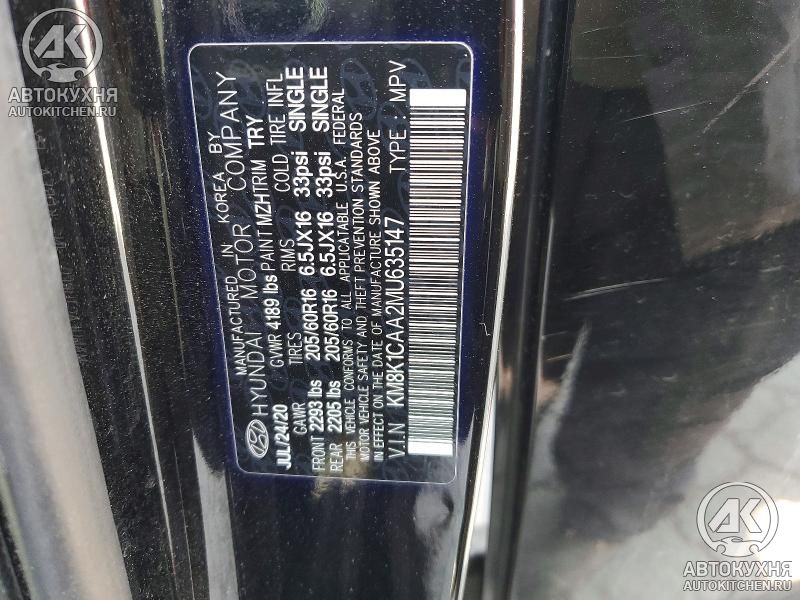 АВТОКУХНЯ
AUTOKITCHEN.RU
MANUFACTURED IN KOREA BY
HYUNDAI MOTOR COMPANY
JUL/24/20 GVWR 4189 lbs PAINT MZHTRIM TRY
GAWR TIRES RIMS COLD TIRE INFL
FRONT 2293 lbs 205/60R16 6.5JX16 33psi SINGLE
REAR 2205 lbs 205/60R16 6.5JX16 33psi SINGLE
THIS VEHICLE CONFORMS TO ALL APPLICABLE U.S.A. FEDERAL
MOTOR VEHICLE SAFETY AND THEFT PREVENTION STANDARDS
IN EFFECT ON THE DATE OF MANUFACTURE SHOWN ABOVE
V.I.N KM8K1CAA2MU635147 TYPE : MPV
АВТОКУХНЯ
AUTOKITCHEN.RU